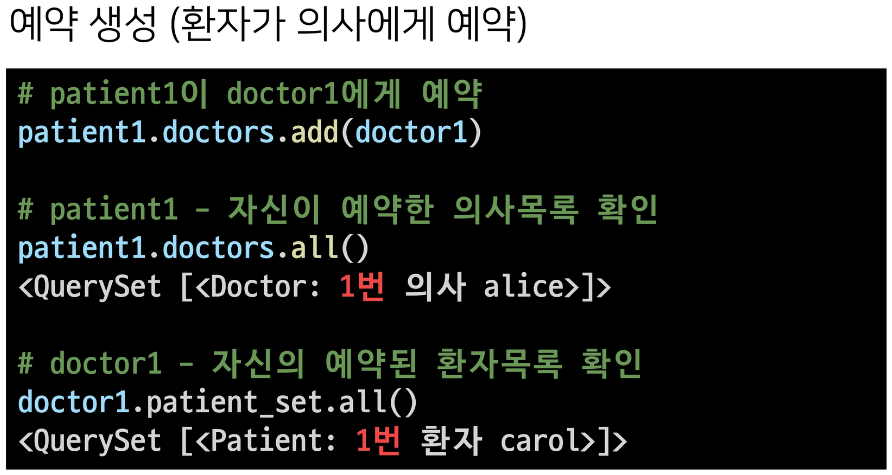 예약 생성 (환자가 의사에게 예약)
# patient1이 doctor1에게 예약
patient1.doctors.add(doctor1)
# patient1 - 자신이 예약한 의사목록 확인
patient1.doctors.all()
<QuerySet [<Doctor: 1번 의사 alice>]>
# doctor1 - 자신의 예약된 환자목록 확인
doctor1.patient_set.all()
<QuerySet [<Patient: 1번 환자 carol>]>